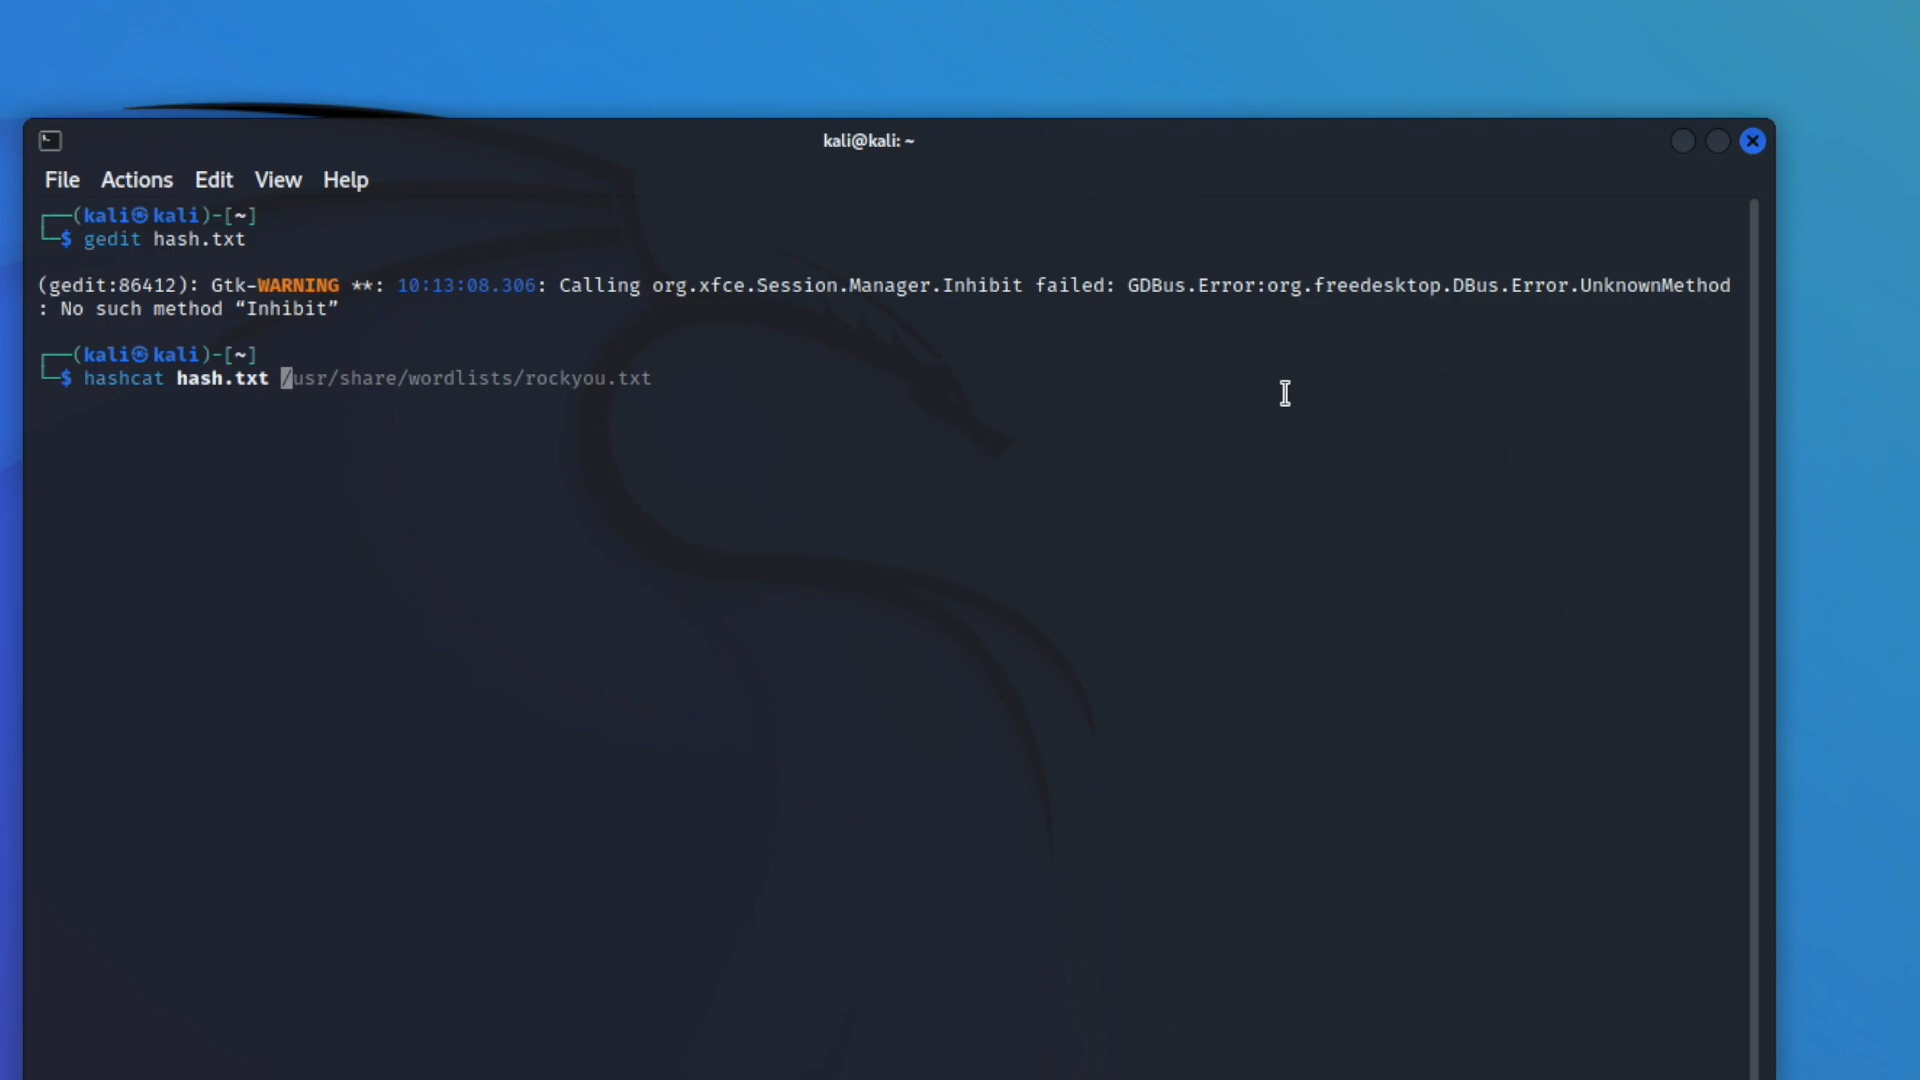 kali@kali: ~
File Actions Edit View Help
┌──(kali㉿kali)-[~]
└─$ gedit hash.txt
(gedit:86412): Gtk-WARNING **: 10:13:08.306: Calling org.xfce.Session.Manager.Inhibit failed: GDBus.Error:org.freedesktop.DBus.Error.UnknownMethod
: No such method “Inhibit”
┌──(kali㉿kali)-[~]
└─$ hashcat hash.txt /usr/share/wordlists/rockyou.txt